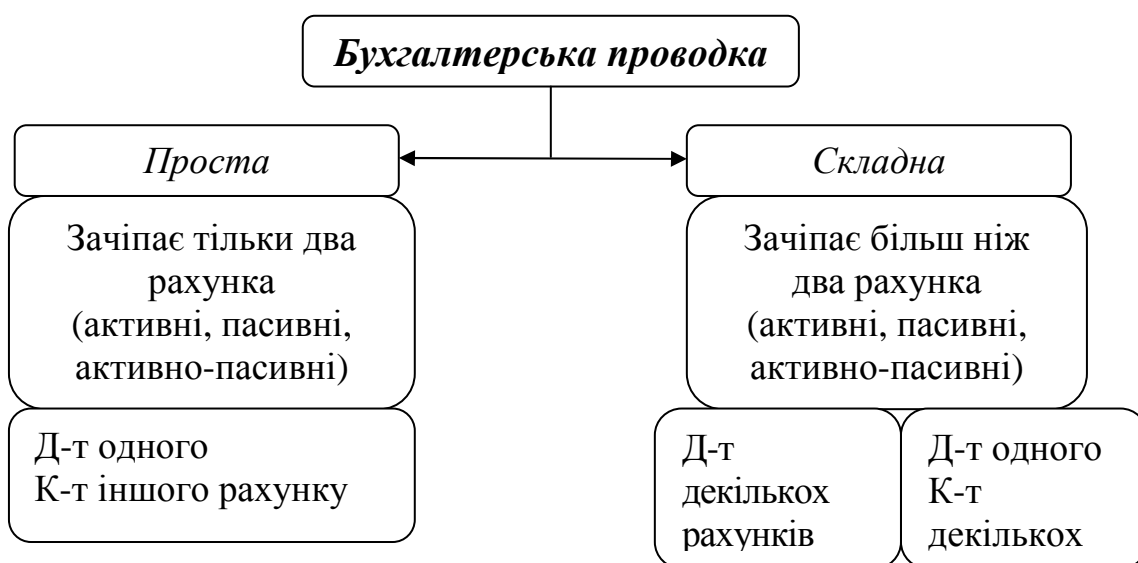 Бухгалтерська проводка
Проста
Складна
Зачіпає тільки два
рахунка
(активні, пасивні,
активно-пасивні)
Зачіпає більш ніж
два рахунка
(активні, пасивні,
активно-пасивні)
Д-т одного
К-т іншого рахунку
Д-т
декількох
рахунків
Д-т одного
К-т
декількох